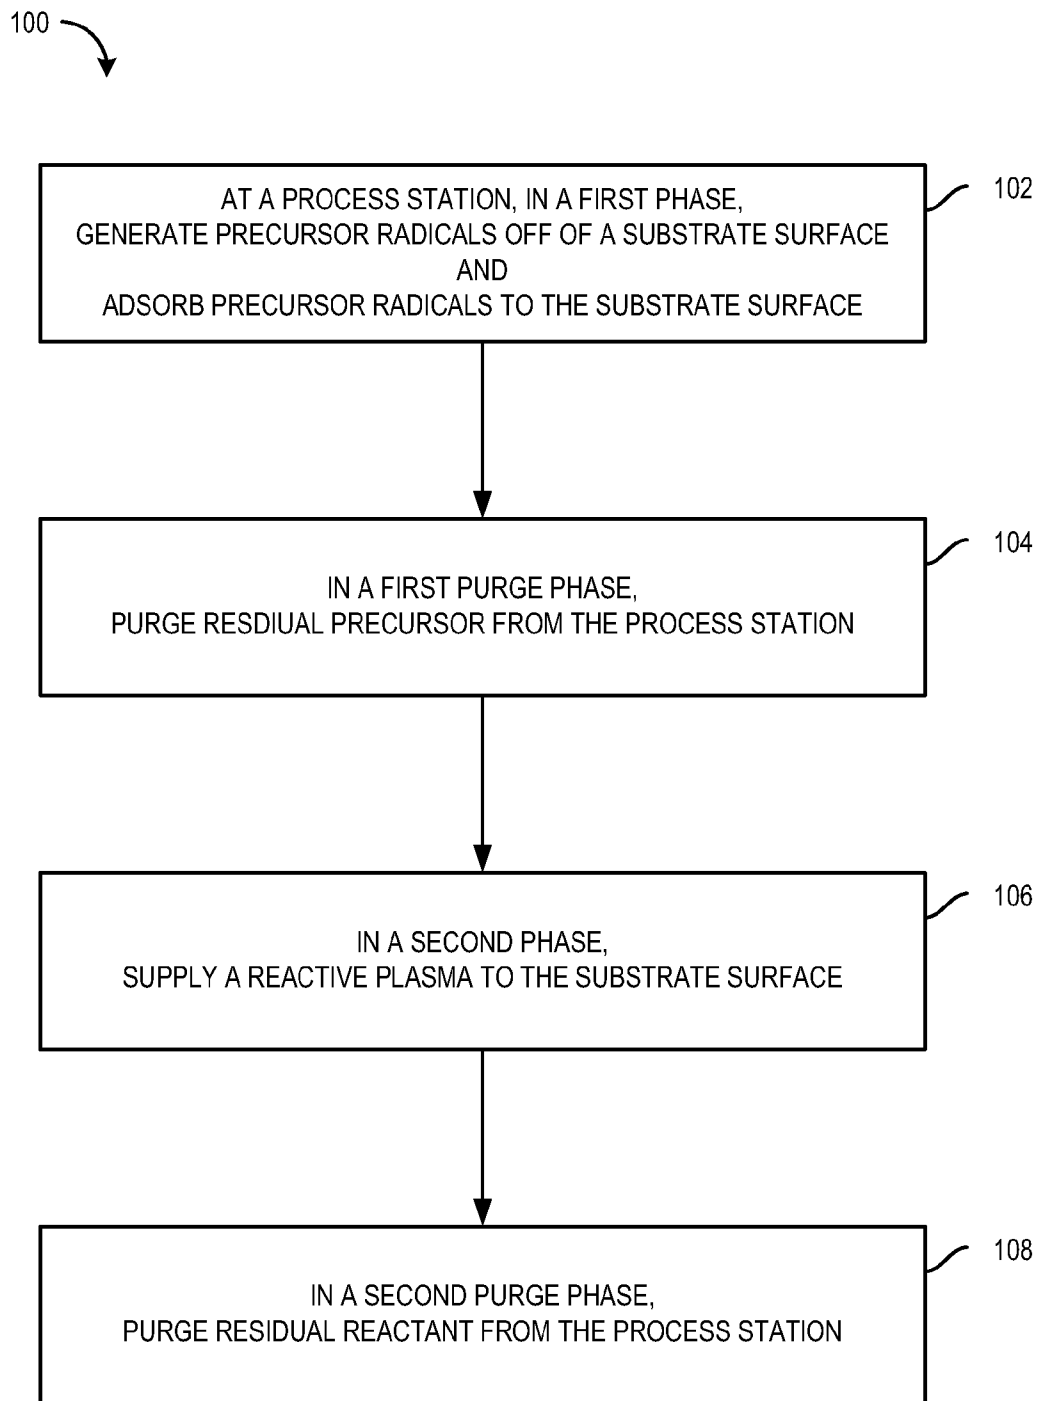 100
AT A PROCESS STATION, IN A FIRST PHASE,
GENERATE PRECURSOR RADICALS OFF OF A SUBSTRATE SURFACE
AND
ADSORB PRECURSOR RADICALS TO THE SUBSTRATE SURFACE
102
IN A FIRST PURGE PHASE,
PURGE RESDIUAL PRECURSOR FROM THE PROCESS STATION
104
IN A SECOND PHASE,
SUPPLY A REACTIVE PLASMA TO THE SUBSTRATE SURFACE
106
IN A SECOND PURGE PHASE,
PURGE RESIDUAL REACTANT FROM THE PROCESS STATION
108